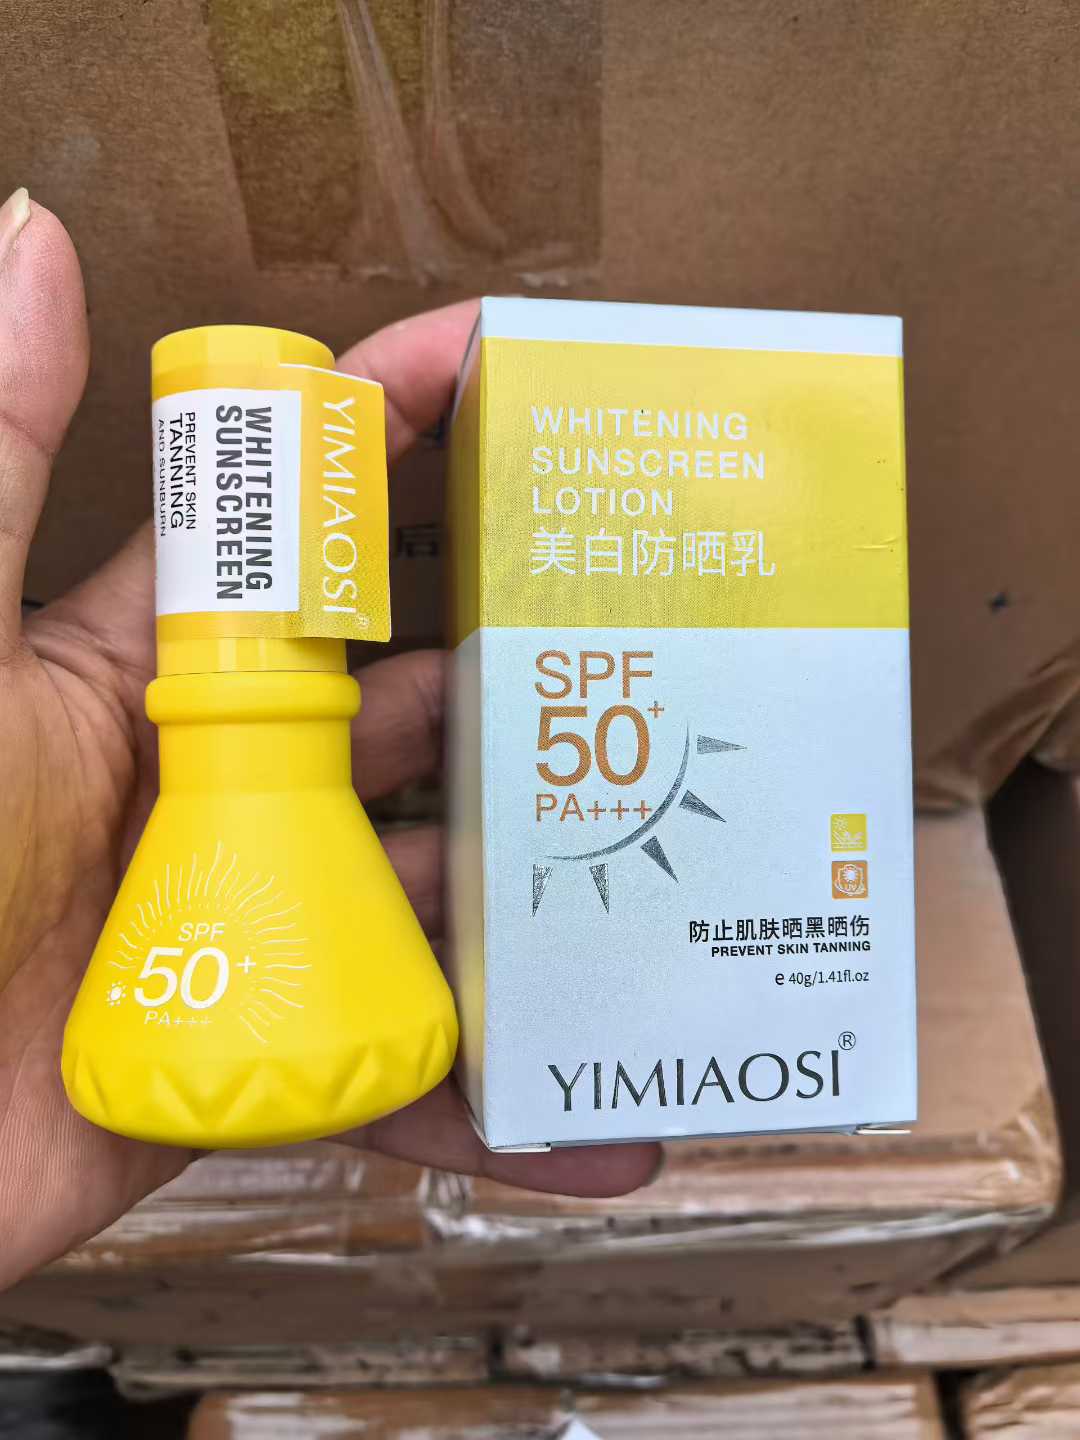 YIMIAOSI®
WHITENING
SUNSCREEN
PREVENT SKIN
TANNING
AND SUNBURN
SPF
50+
PA+++
WHITENING
SUNSCREEN
LOTION
美白防晒乳
SPF
50+
PA+++
UV
防止肌肤晒黑晒伤
PREVENT SKIN TANNING
e 40g/1.41fl.oz
YIMIAOSI®
后